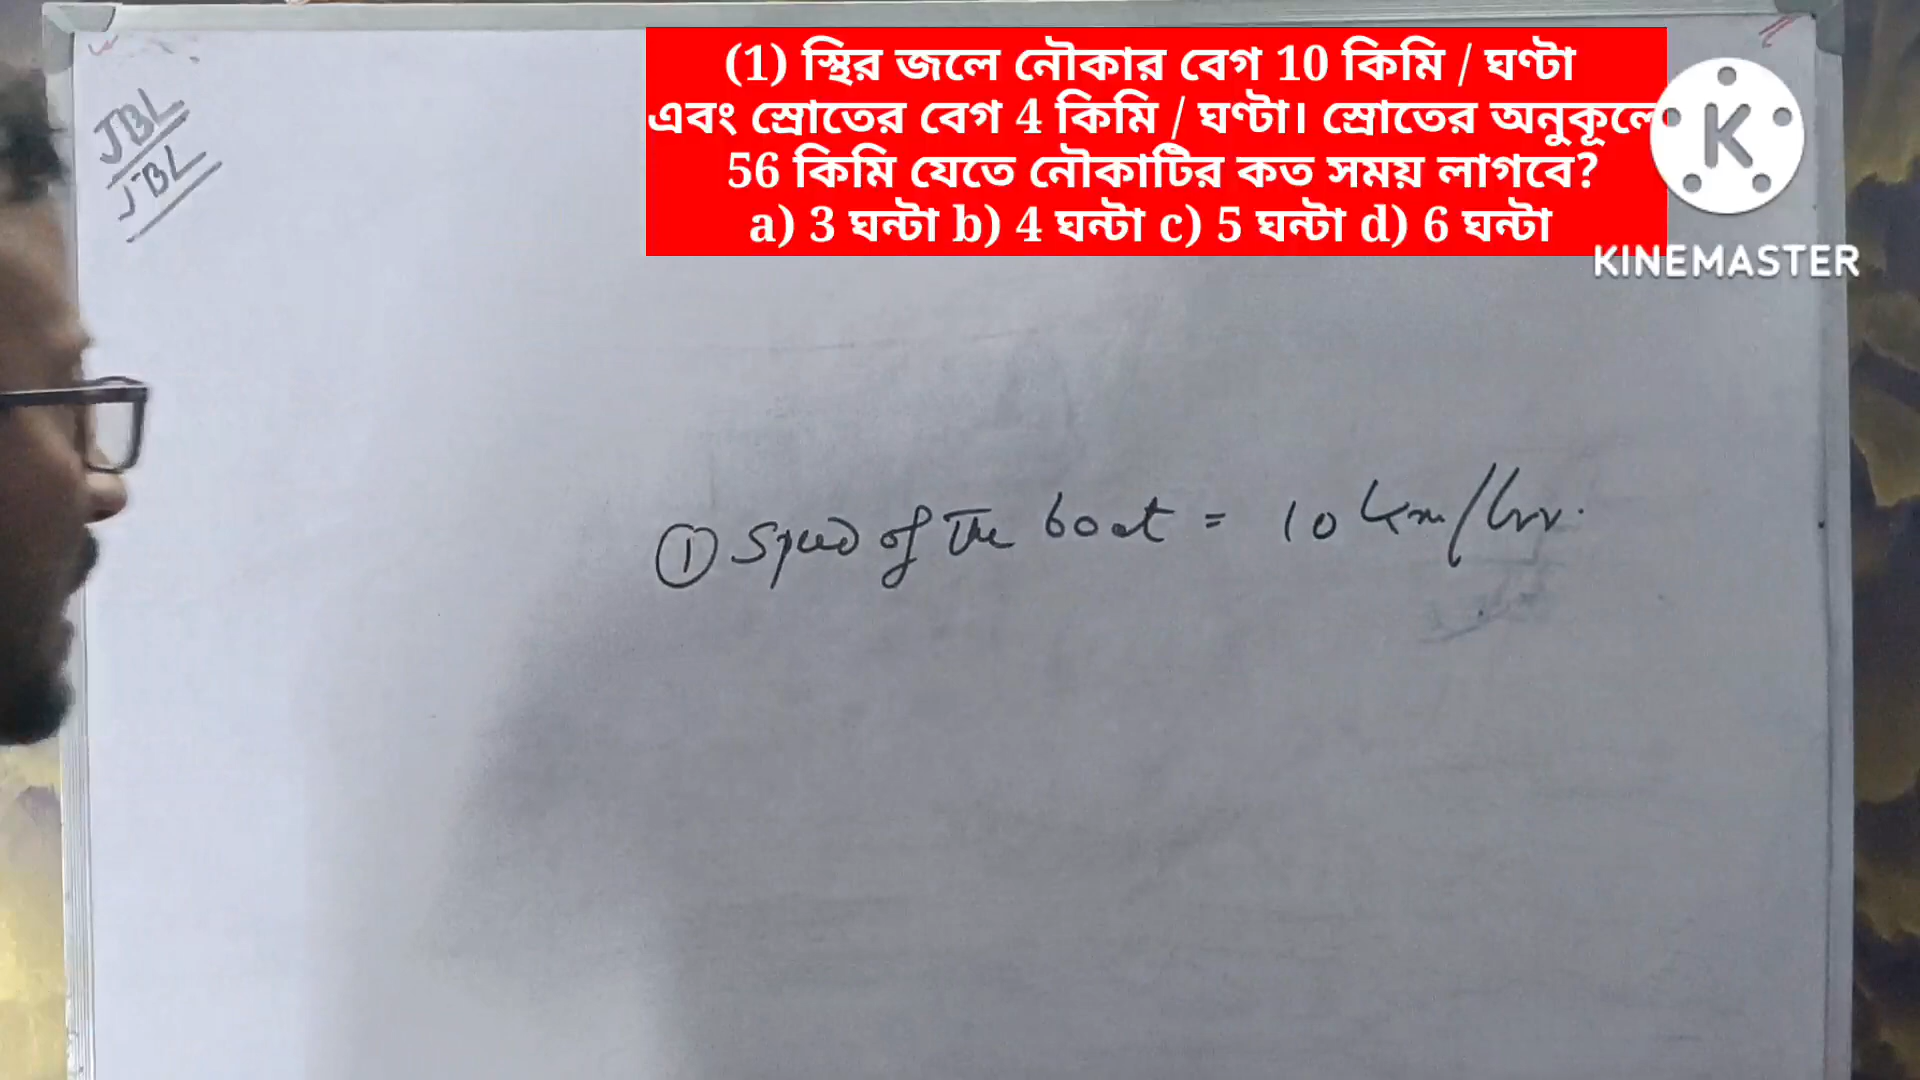 (1) স্থির জলে নৌকার বেগ 10 কিমি / ঘণ্টা
এবং স্রোতের বেগ 4 কিমি / ঘণ্টা। স্রোতের অনুকূলে
56 কিমি যেতে নৌকাটির কত সময় লাগবে?
a) 3 ঘন্টা b) 4 ঘন্টা c) 5 ঘন্টা d) 6 ঘন্টা
K
KINEMASTER
JBL
JBL
① Speed of The boat = 10 km/hr.